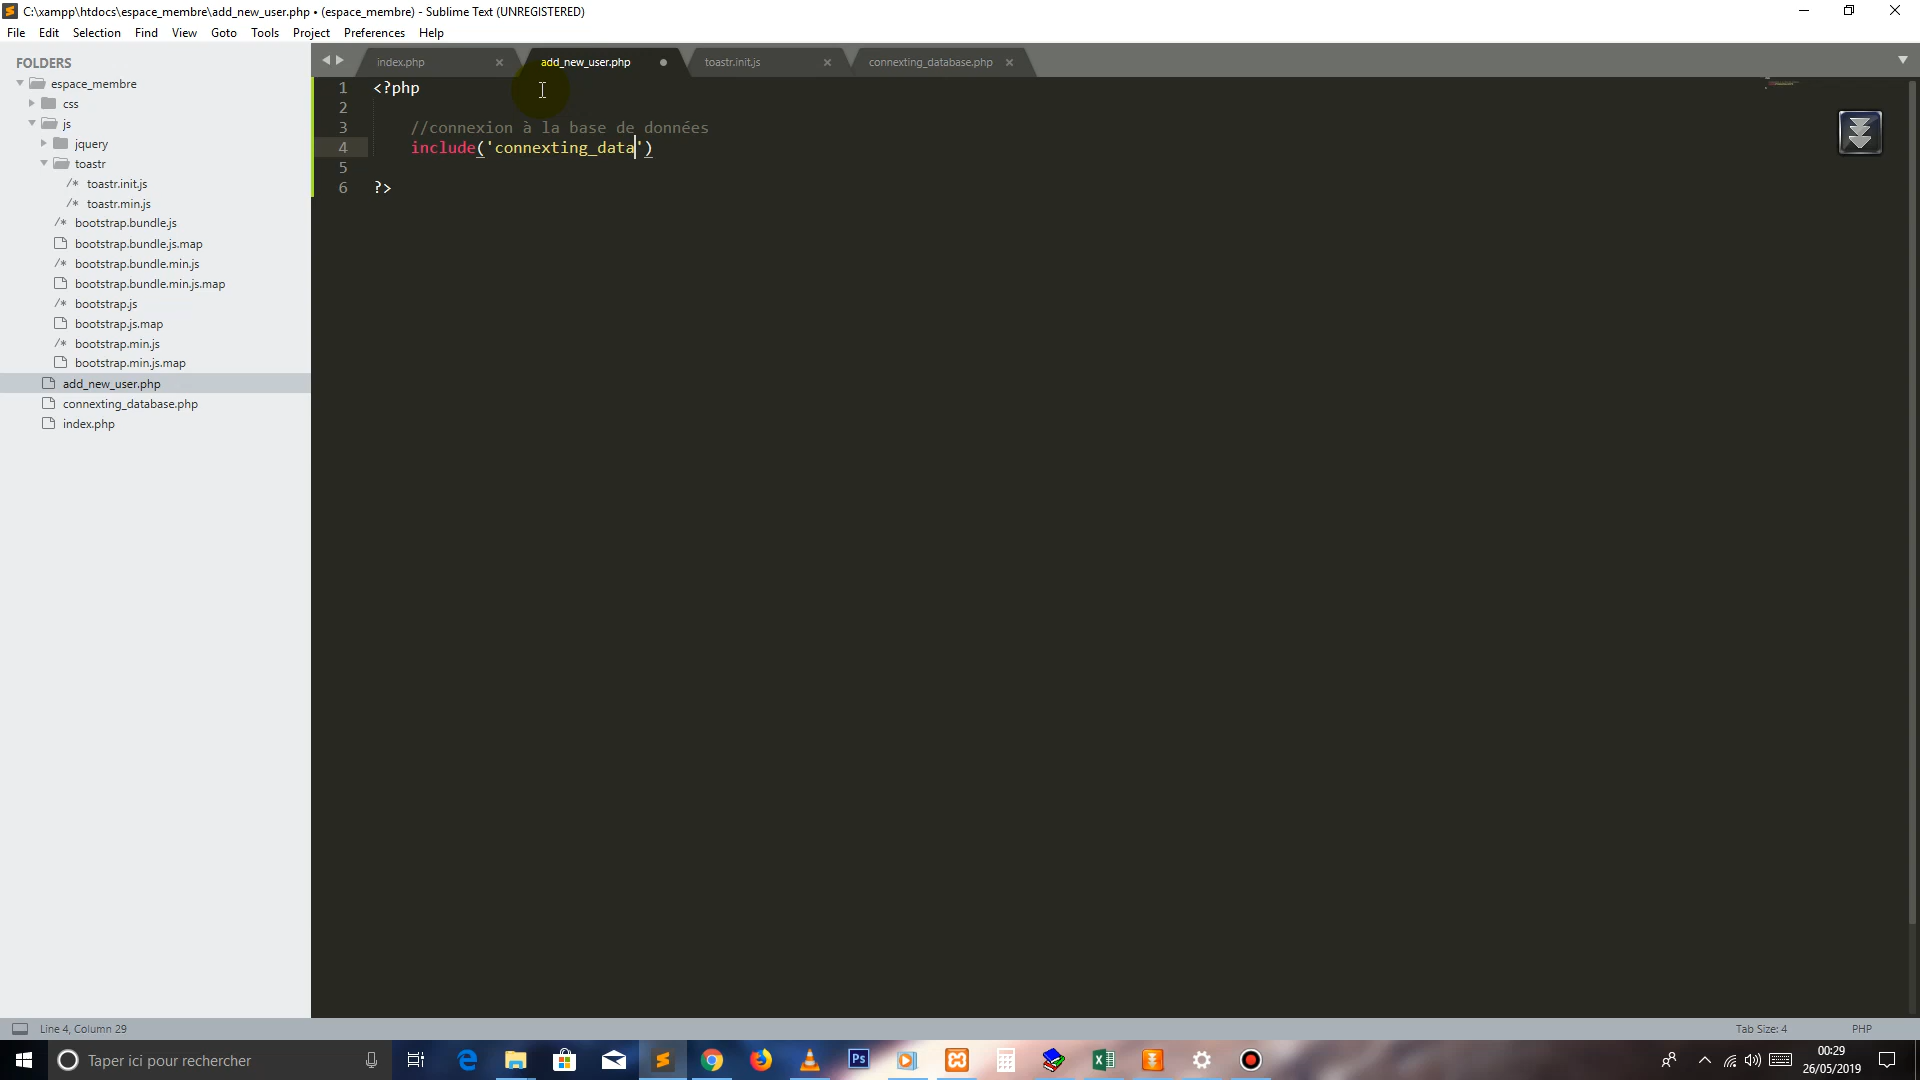 C:\xampp\htdocs\espace_membre\add_new_user.php • (espace_membre) - Sublime Text (UNREGISTERED)
File Edit Selection Find View Goto Tools Project Preferences Help
FOLDERS
espace_membre
css
js
jquery
toastr
/* toastr.init.js
/* toastr.min.js
/* bootstrap.bundle.js
bootstrap.bundle.js.map
/* bootstrap.bundle.min.js
bootstrap.bundle.min.js.map
/* bootstrap.js
bootstrap.js.map
/* bootstrap.min.js
bootstrap.min.js.map
add_new_user.php
connexting_database.php
index.php
index.php × add_new_user.php • toastr.init.js × connexting_database.php ×
1 <?php
2
3 //connexion à la base de données
4 include('connexting_data')
5
6 ?>
Line 4, Column 29 Tab Size: 4 PHP
Taper ici pour rechercher
Ps
00:29
26/05/2019